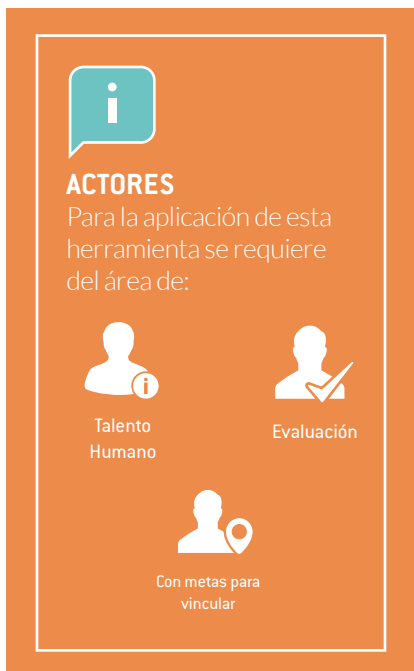 i
ACTORES
Para la aplicación de esta
herramienta se requiere
del área de:
i
Talento
Humano
Evaluación
Con metas para
vincular